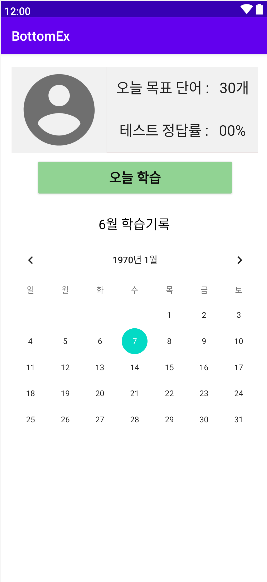 12:00
BottomEx
오늘 목표 단어 : 30개
테스트 정답률 : 00%
오늘 학습
6월 학습기록
1970년 1월
일 월 화 수 목 금 토
1 2 3
4 5 6 7 8 9 10
11 12 13 14 15 16 17
18 19 20 21 22 23 24
25 26 27 28 29 30 31